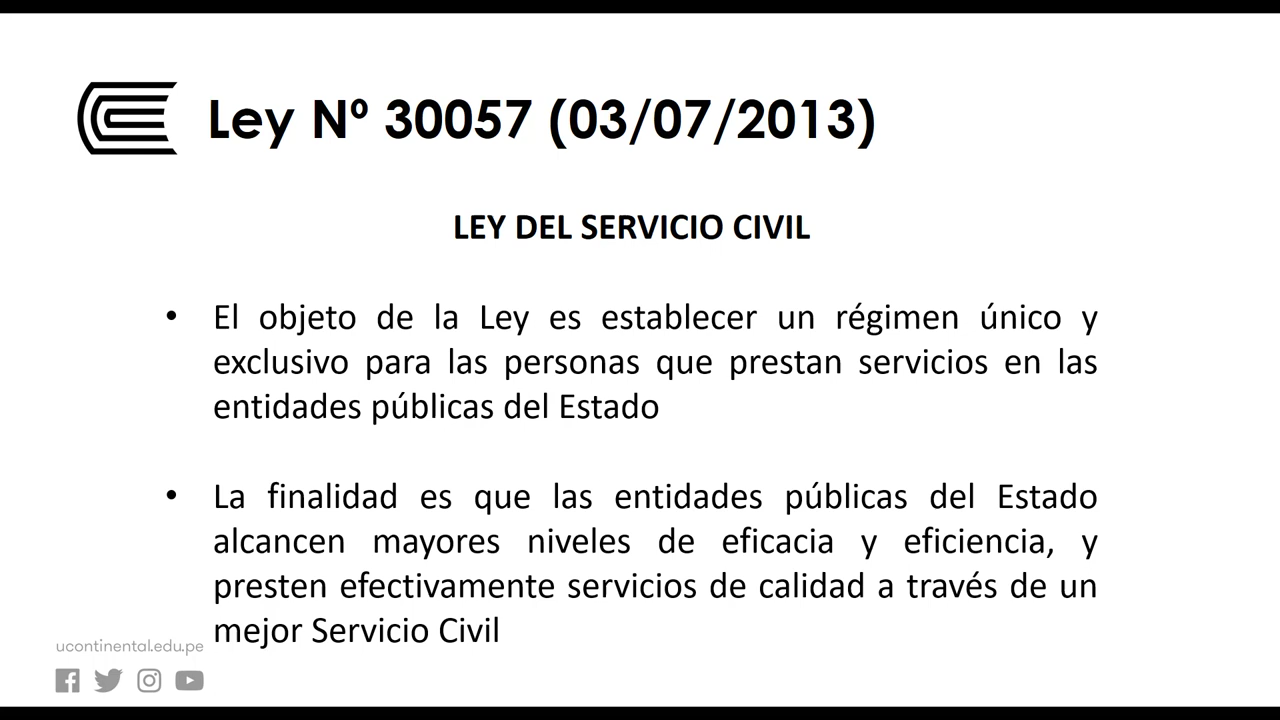 Ley Nº 30057 (03/07/2013)
LEY DEL SERVICIO CIVIL
• El objeto de la Ley es establecer un régimen único y
exclusivo para las personas que prestan servicios en las
entidades públicas del Estado
• La finalidad es que las entidades públicas del Estado
alcancen mayores niveles de eficacia y eficiencia, y
presten efectivamente servicios de calidad a través de un
mejor Servicio Civil
ucontinental.edu.pe